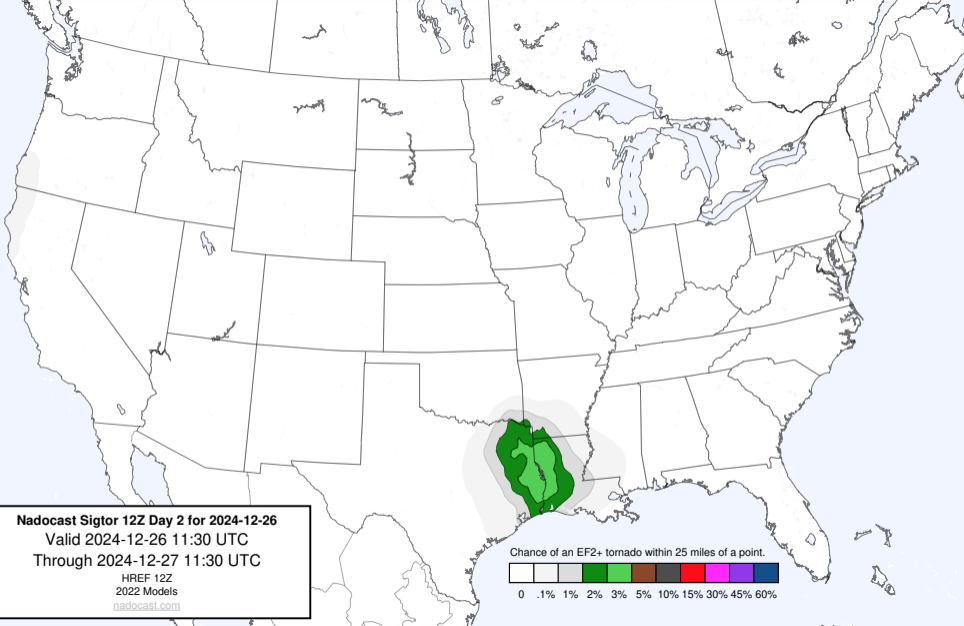 Nadocast Sigtor 12Z Day 2 for 2024-12-26
Valid 2024-12-26 11:30 UTC
Through 2024-12-27 11:30 UTC
HREF 12Z
2022 Models
nadocast.com
Chance of an EF2+ tornado within 25 miles of a point.
0 .1% 1% 2% 3% 5% 10% 15% 30% 45% 60%